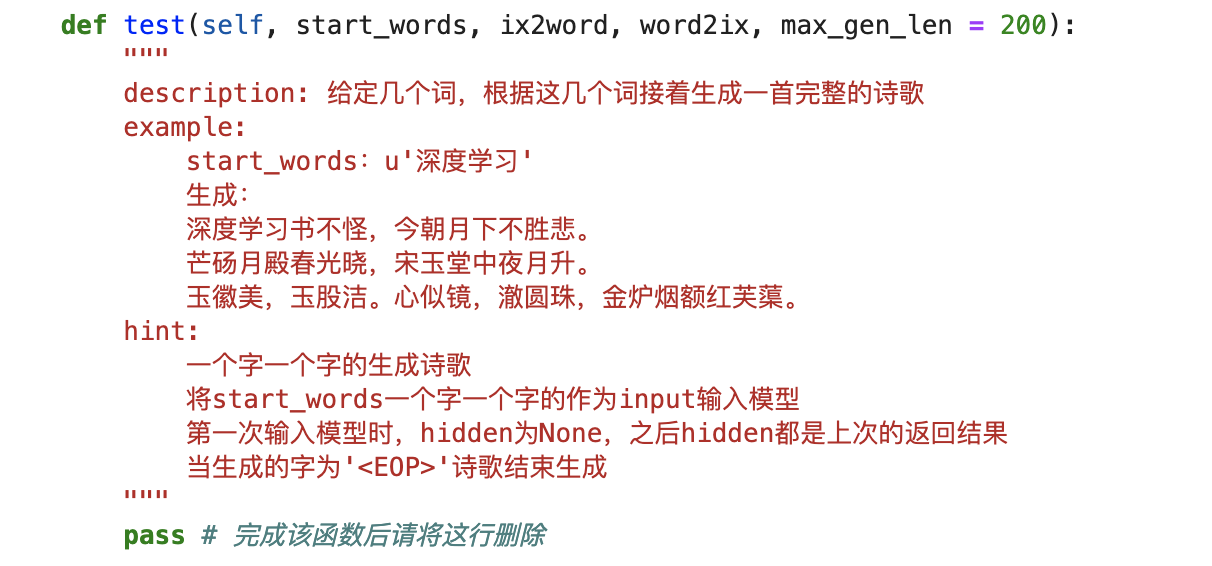 def test(self, start_words, ix2word, word2ix, max_gen_len = 200):
"""
description: 给定几个词，根据这几个词接着生成一首完整的诗歌
example:
start_words：u'深度学习'
生成：
深度学习书不怪，今朝月下不胜悲。
芒砀月殿春光晓，宋玉堂中夜月升。
玉徽美，玉股洁。心似镜，澈圆珠，金炉烟额红芙蕖。
hint:
一个字一个字的生成诗歌
将start_words一个字一个字的作为input输入模型
第一次输入模型时，hidden为None，之后hidden都是上次的返回结果
当生成的字为'<EOP>'诗歌结束生成
"""
pass # 完成该函数后请将这行删除